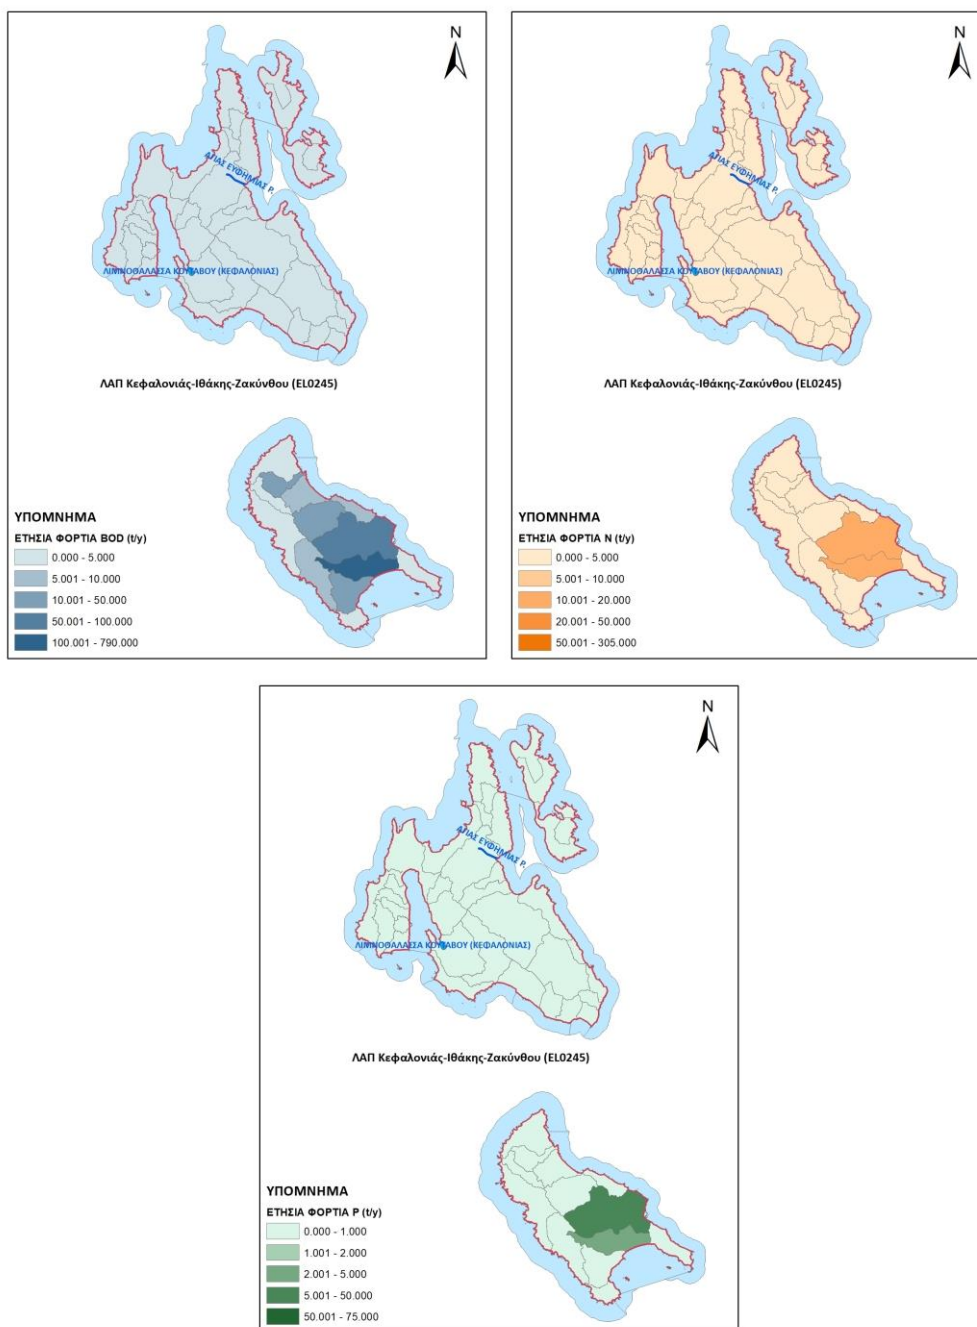 N
ΑΓΙΑΣ ΕΥΦΗΜΙΑΣ Ρ.
ΛΙΜΝΟΘΑΛΑΣΣΑ ΚΟΥΤΑΒΟΥ (ΚΕΦΑΛΟΝΙΑΣ)
ΛΑΠ Κεφαλονιάς-Ιθάκης-Ζακύνθου (EL0245)
ΥΠΟΜΝΗΜΑ
ΕΤΗΣΙΑ ΦΟΡΤΙΑ BOD (t/y)
0.000 - 5.000
5.001 - 10.000
10.001 - 50.000
50.001 - 100.000
100.001 - 790.000
N
ΑΓΙΑΣ ΕΥΦΗΜΙΑΣ Ρ.
ΛΙΜΝΟΘΑΛΑΣΣΑ ΚΟΥΤΑΒΟΥ (ΚΕΦΑΛΟΝΙΑΣ)
ΛΑΠ Κεφαλονιάς-Ιθάκης-Ζακύνθου (EL0245)
ΥΠΟΜΝΗΜΑ
ΕΤΗΣΙΑ ΦΟΡΤΙΑ N (t/y)
0.000 - 5.000
5.001 - 10.000
10.001 - 20.000
20.001 - 50.000
50.001 - 305.000
N
ΑΓΙΑΣ ΕΥΦΗΜΙΑΣ Ρ.
ΛΙΜΝΟΘΑΛΑΣΣΑ ΚΟΥΤΑΒΟΥ (ΚΕΦΑΛΟΝΙΑΣ)
ΛΑΠ Κεφαλονιάς-Ιθάκης-Ζακύνθου (EL0245)
ΥΠΟΜΝΗΜΑ
ΕΤΗΣΙΑ ΦΟΡΤΙΑ P (t/y)
0.000 - 1.000
1.001 - 2.000
2.001 - 5.000
5.001 - 50.000
50.001 - 75.000